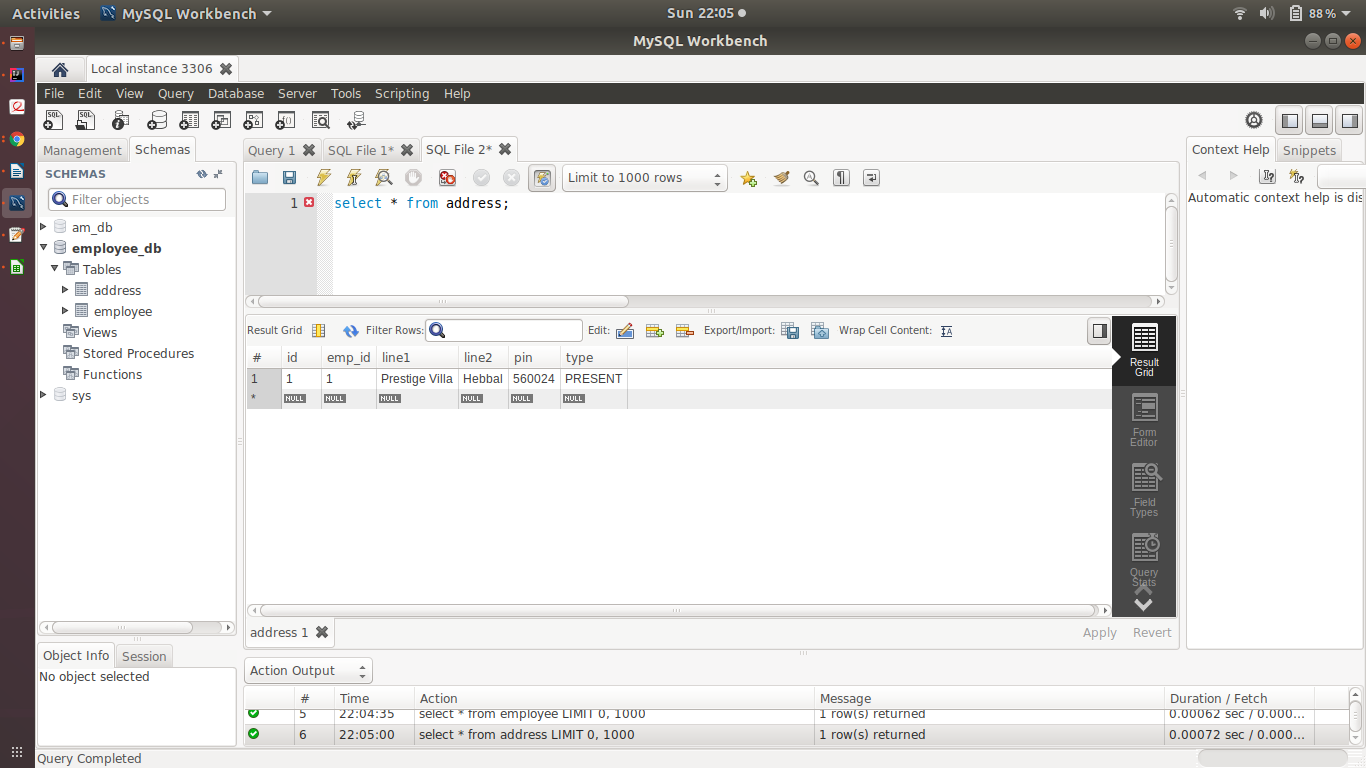 Activities MySQL Workbench Sun 22:05 88 %
MySQL Workbench
Local instance 3306
File Edit View Query Database Server Tools Scripting Help
Management Schemas
SCHEMAS
Filter objects
am_db
employee_db
Tables
address
employee
Views
Stored Procedures
Functions
sys
Object Info Session
No object selected
Query 1 SQL File 1* SQL File 2*
Limit to 1000 rows
1 select * from address;
Result Grid Filter Rows: Edit: Export/Import: Wrap Cell Content:
# id emp_id line1 line2 pin type
1 1 1 Prestige Villa Hebbal 560024 PRESENT
* NULL NULL NULL NULL NULL NULL
Result
Grid
Form
Editor
Field
Types
Query
Stats
address 1 Apply Revert
Context Help Snippets
Automatic context help is dis
Action Output
# Time Action Message Duration / Fetch
5 22:04:35 select * from employee LIMIT 0, 1000 1 row(s) returned 0.00062 sec / 0.000...
6 22:05:00 select * from address LIMIT 0, 1000 1 row(s) returned 0.00072 sec / 0.000...
Query Completed